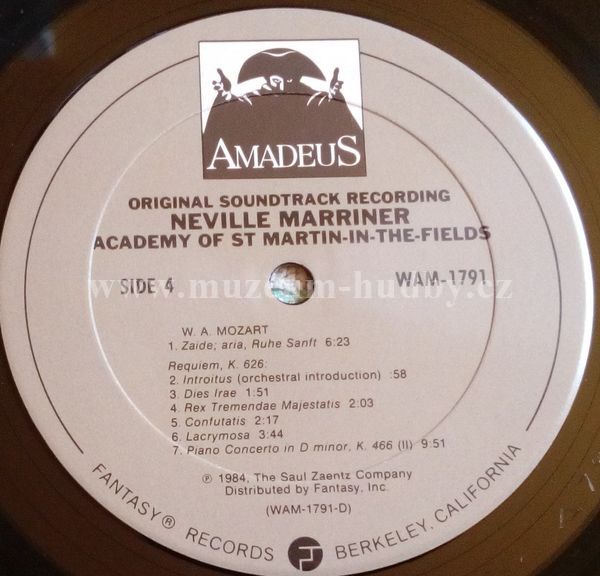 AMADEUS
ORIGINAL SOUNDTRACK RECORDING
NEVILLE MARRINER
ACADEMY OF ST MARTIN-IN-THE-FIELDS
SIDE 4
WAM-1791
www.muzeum-hudby.cz
W. A. MOZART
1. Zaide; aria, Ruhe Sanft 6:23
Requiem, K. 626:
2. Introitus (orchestral introduction) :58
3. Dies Irae 1:51
4. Rex Tremendae Majestatis 2:03
5. Confutatis 2:17
6. Lacrymosa 3:44
7. Piano Concerto in D minor, K. 466 (II) 9:51
℗ 1984, The Saul Zaentz Company
Distributed by Fantasy, Inc.
(WAM-1791-D)
FANTASY® RECORDS BERKELEY, CALIFORNIA